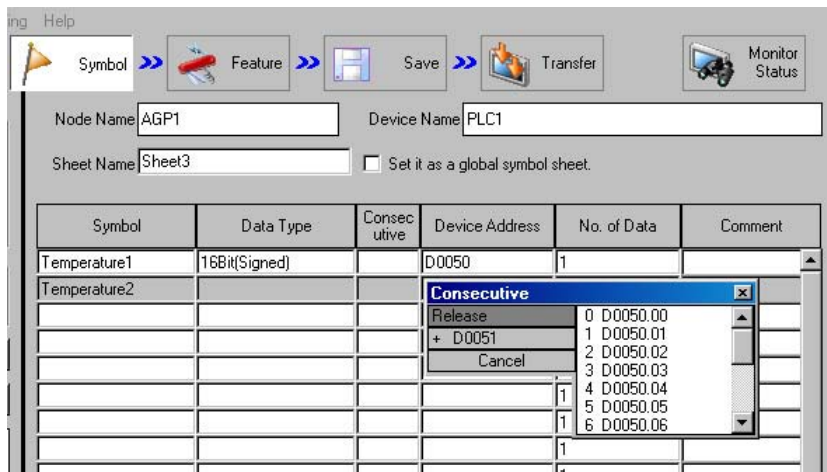 ing Help
Symbol Feature Save Transfer Monitor Status
Node Name AGP1 Device Name PLC1
Sheet Name Sheet3 Set it as a global symbol sheet.
Symbol Data Type Consecutive Device Address No. of Data Comment
Temperature1 16Bit(Signed) D0050 1
Temperature2
Consecutive
Release
+ D0051
Cancel
0 D0050.00
1 D0050.01
2 D0050.02
3 D0050.03
4 D0050.04
5 D0050.05
6 D0050.06
1
1
1